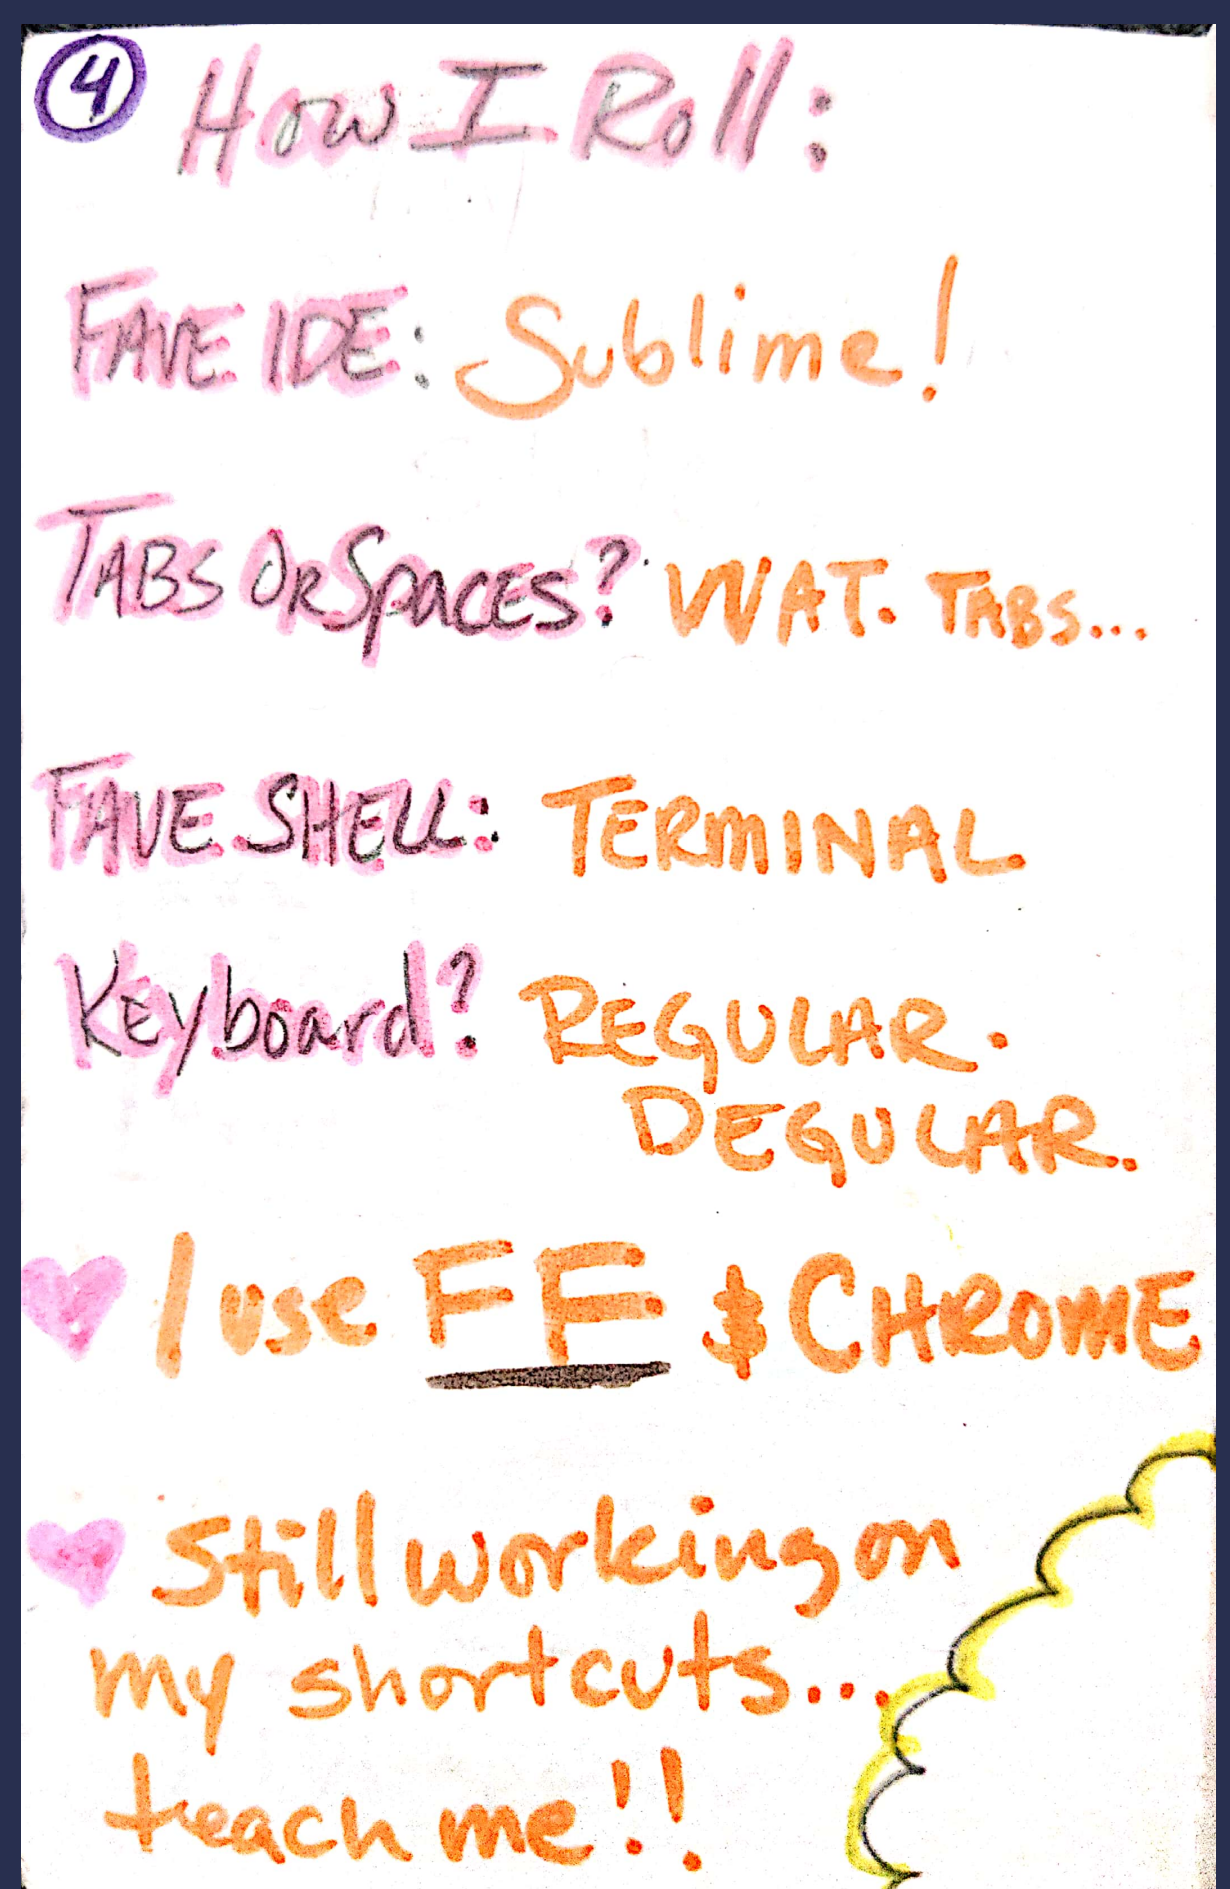 4 How I Roll:
FAVE IDE: Sublime!
TABS OR SPACES? WAT. TABS...
FAVE SHELL: TERMINAL
Keyboard? REGULAR.
DEGULAR.
I use FF & CHROME
Still working on
my shortcuts...
teach me!!